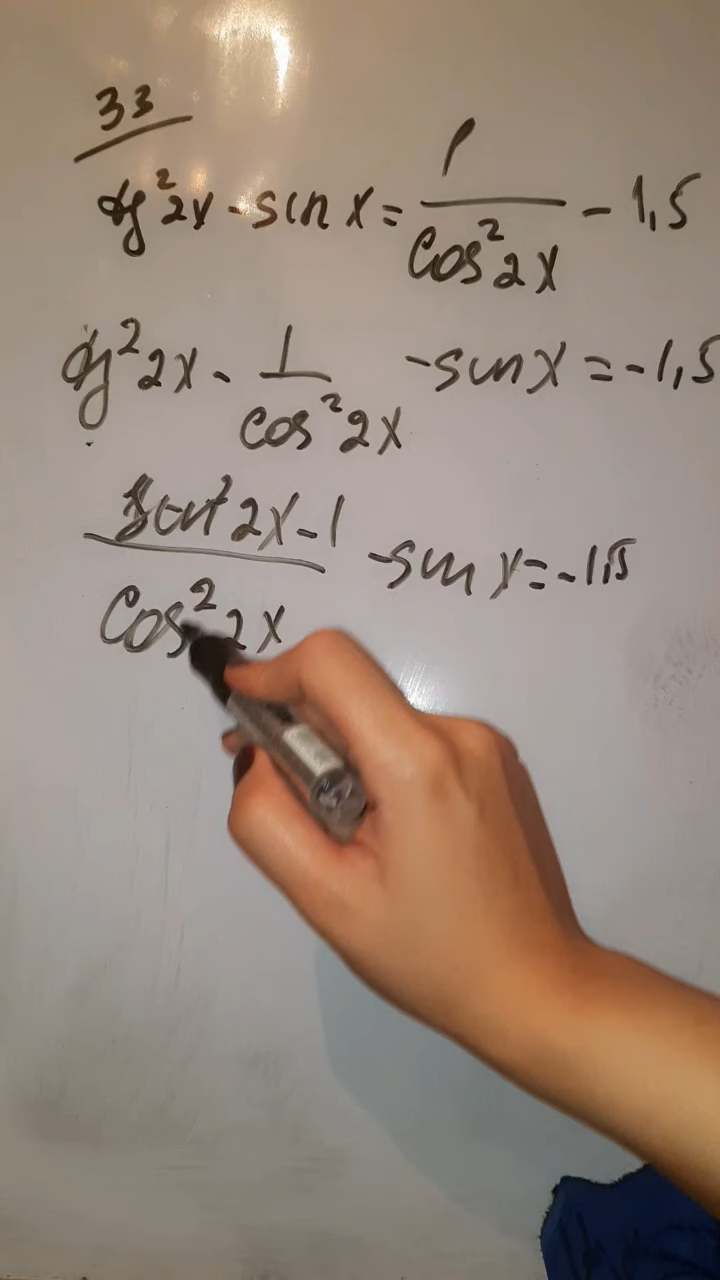 33
tg²2x - sin x = 1/cos²2x - 1,5
tg²2x - 1/cos²2x - sin x = -1,5
(sin²2x - 1)/cos²2x - sin x = -1,5